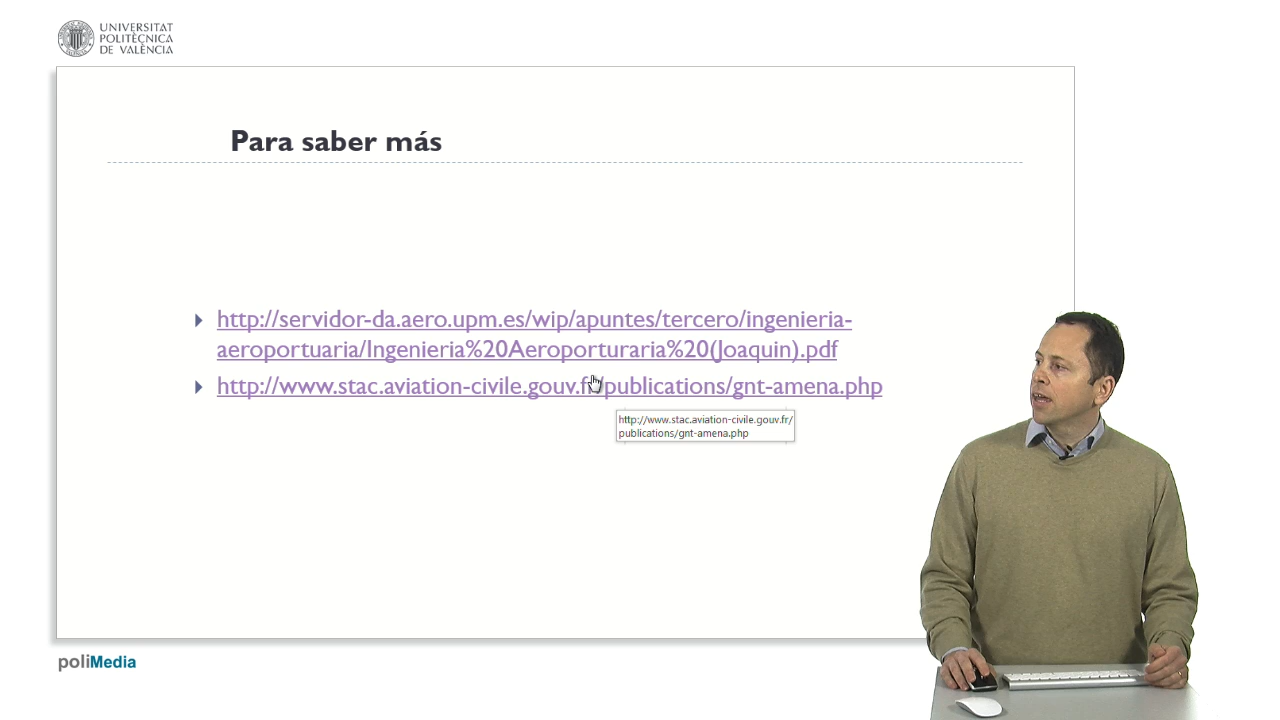 UNIVERSITAT
POLITÈCNICA
DE VALÈNCIA
Para saber más
http://servidor-da.aero.upm.es/wip/apuntes/tercero/ingenieria-
aeroportuaria/Ingenieria%20Aeroporturaria%20(Joaquin).pdf
http://www.stac.aviation-civile.gouv.fr/publications/gnt-amena.php
http://www.stac.aviation-civile.gouv.fr/
publications/gnt-amena.php
poliMedia